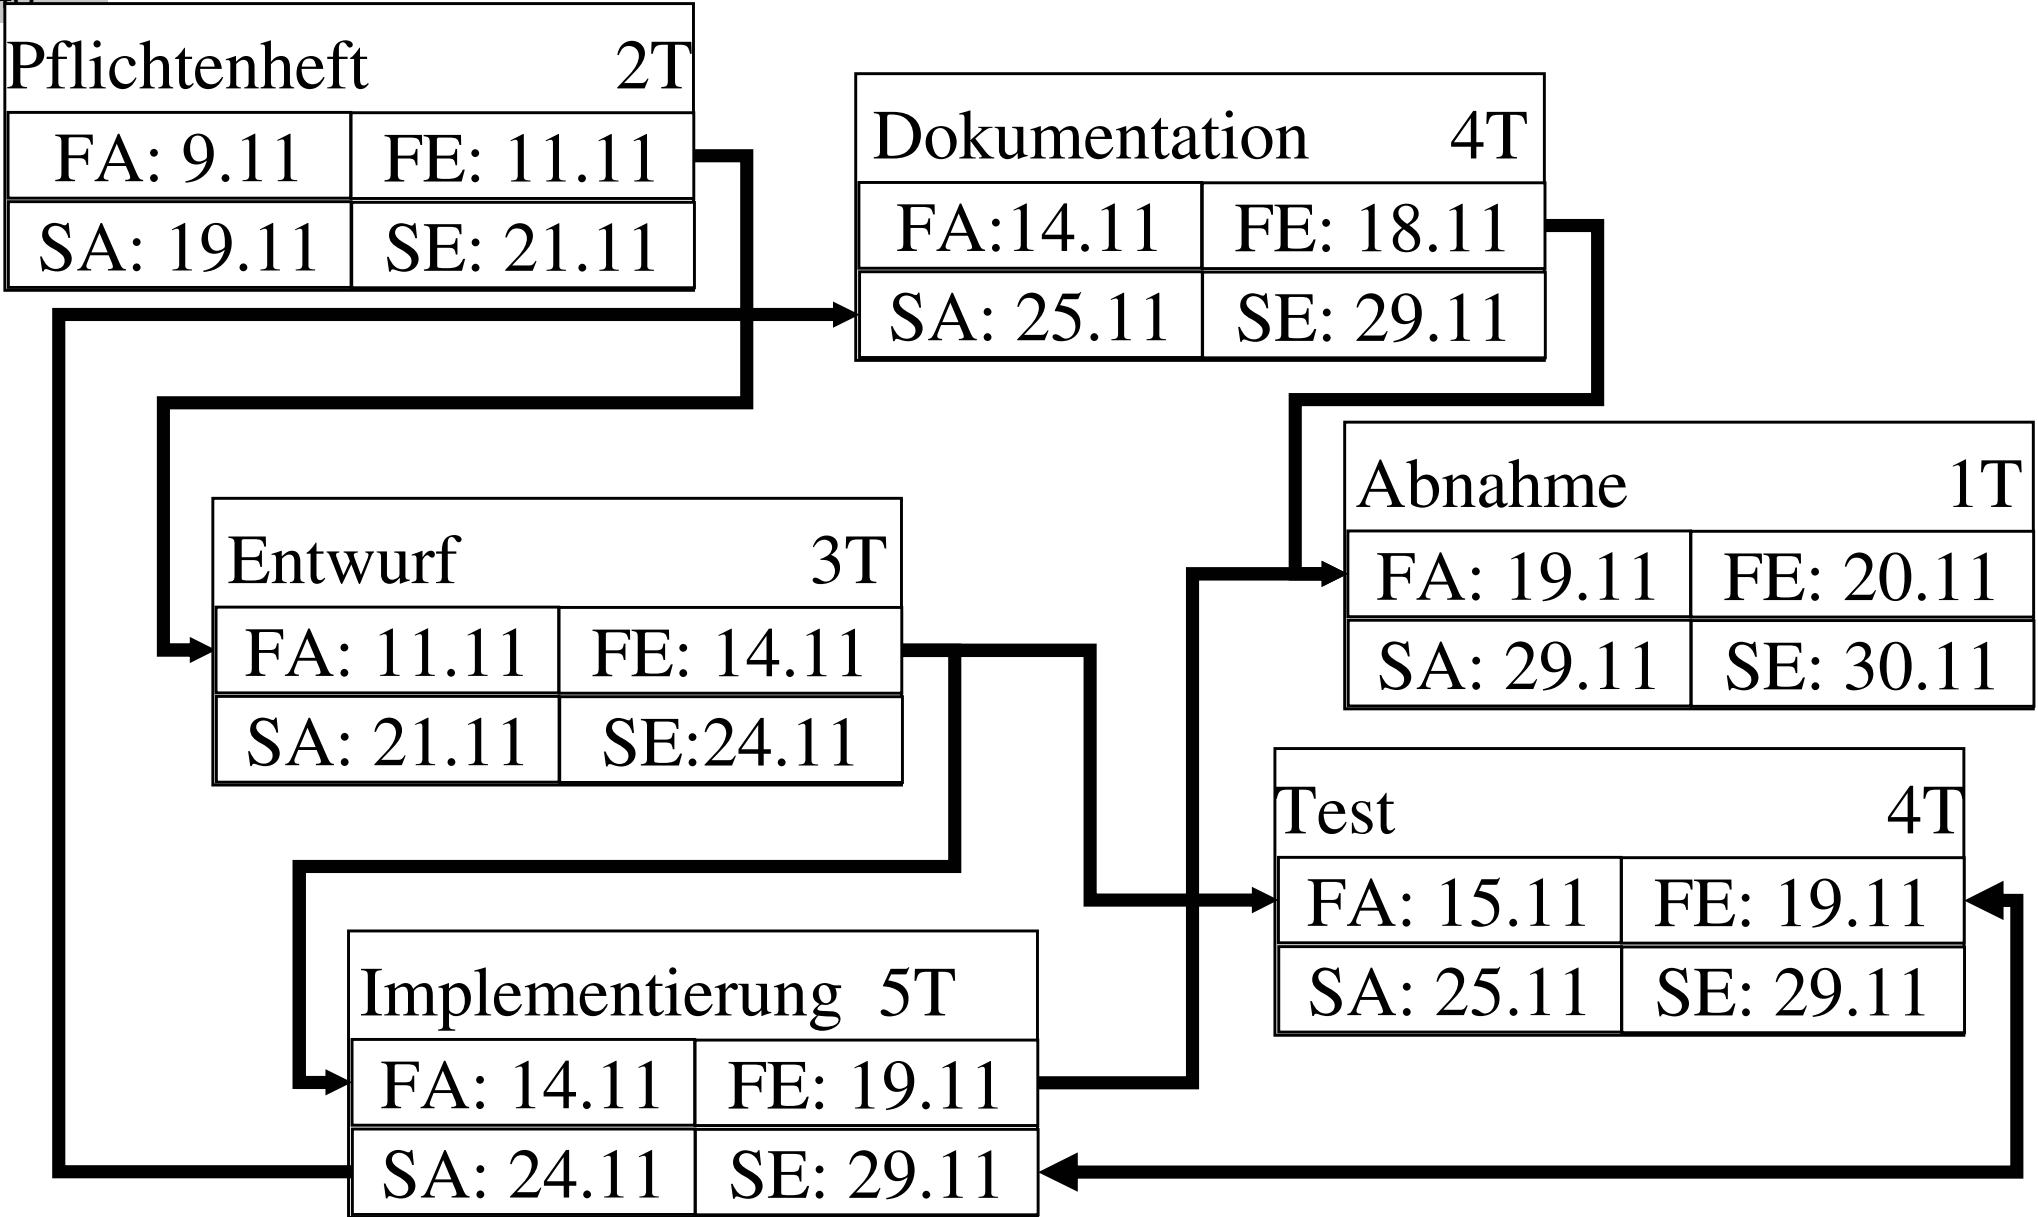 Pflichtenheft 2T
FA: 9.11 FE: 11.11
SA: 19.11 SE: 21.11
Dokumentation 4T
FA:14.11 FE: 18.11
SA: 25.11 SE: 29.11
Abnahme 1T
FA: 19.11 FE: 20.11
SA: 29.11 SE: 30.11
Entwurf 3T
FA: 11.11 FE: 14.11
SA: 21.11 SE:24.11
Test 4T
FA: 15.11 FE: 19.11
SA: 25.11 SE: 29.11
Implementierung 5T
FA: 14.11 FE: 19.11
SA: 24.11 SE: 29.11